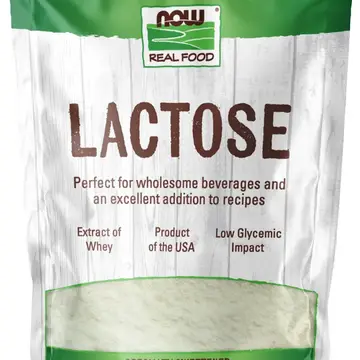 NOW
REAL FOOD
LACTOSE
Perfect for wholesome beverages and
an excellent addition to recipes
Extract of Product Low Glycemic
Whey of the USA Impact